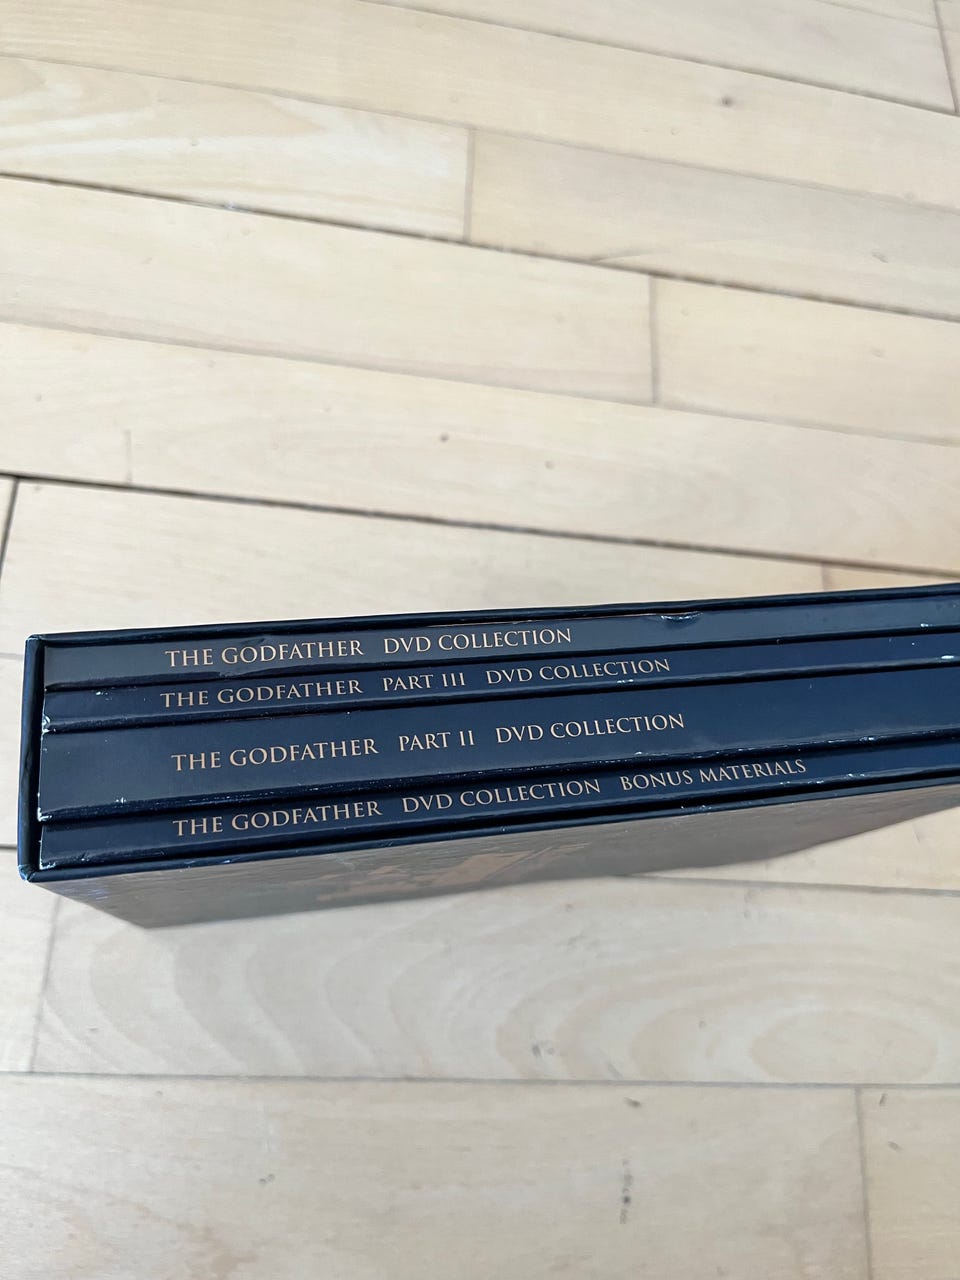 THE GODFATHER DVD COLLECTION
THE GODFATHER PART III DVD COLLECTION
THE GODFATHER PART II DVD COLLECTION
THE GODFATHER DVD COLLECTION BONUS MATERIALS